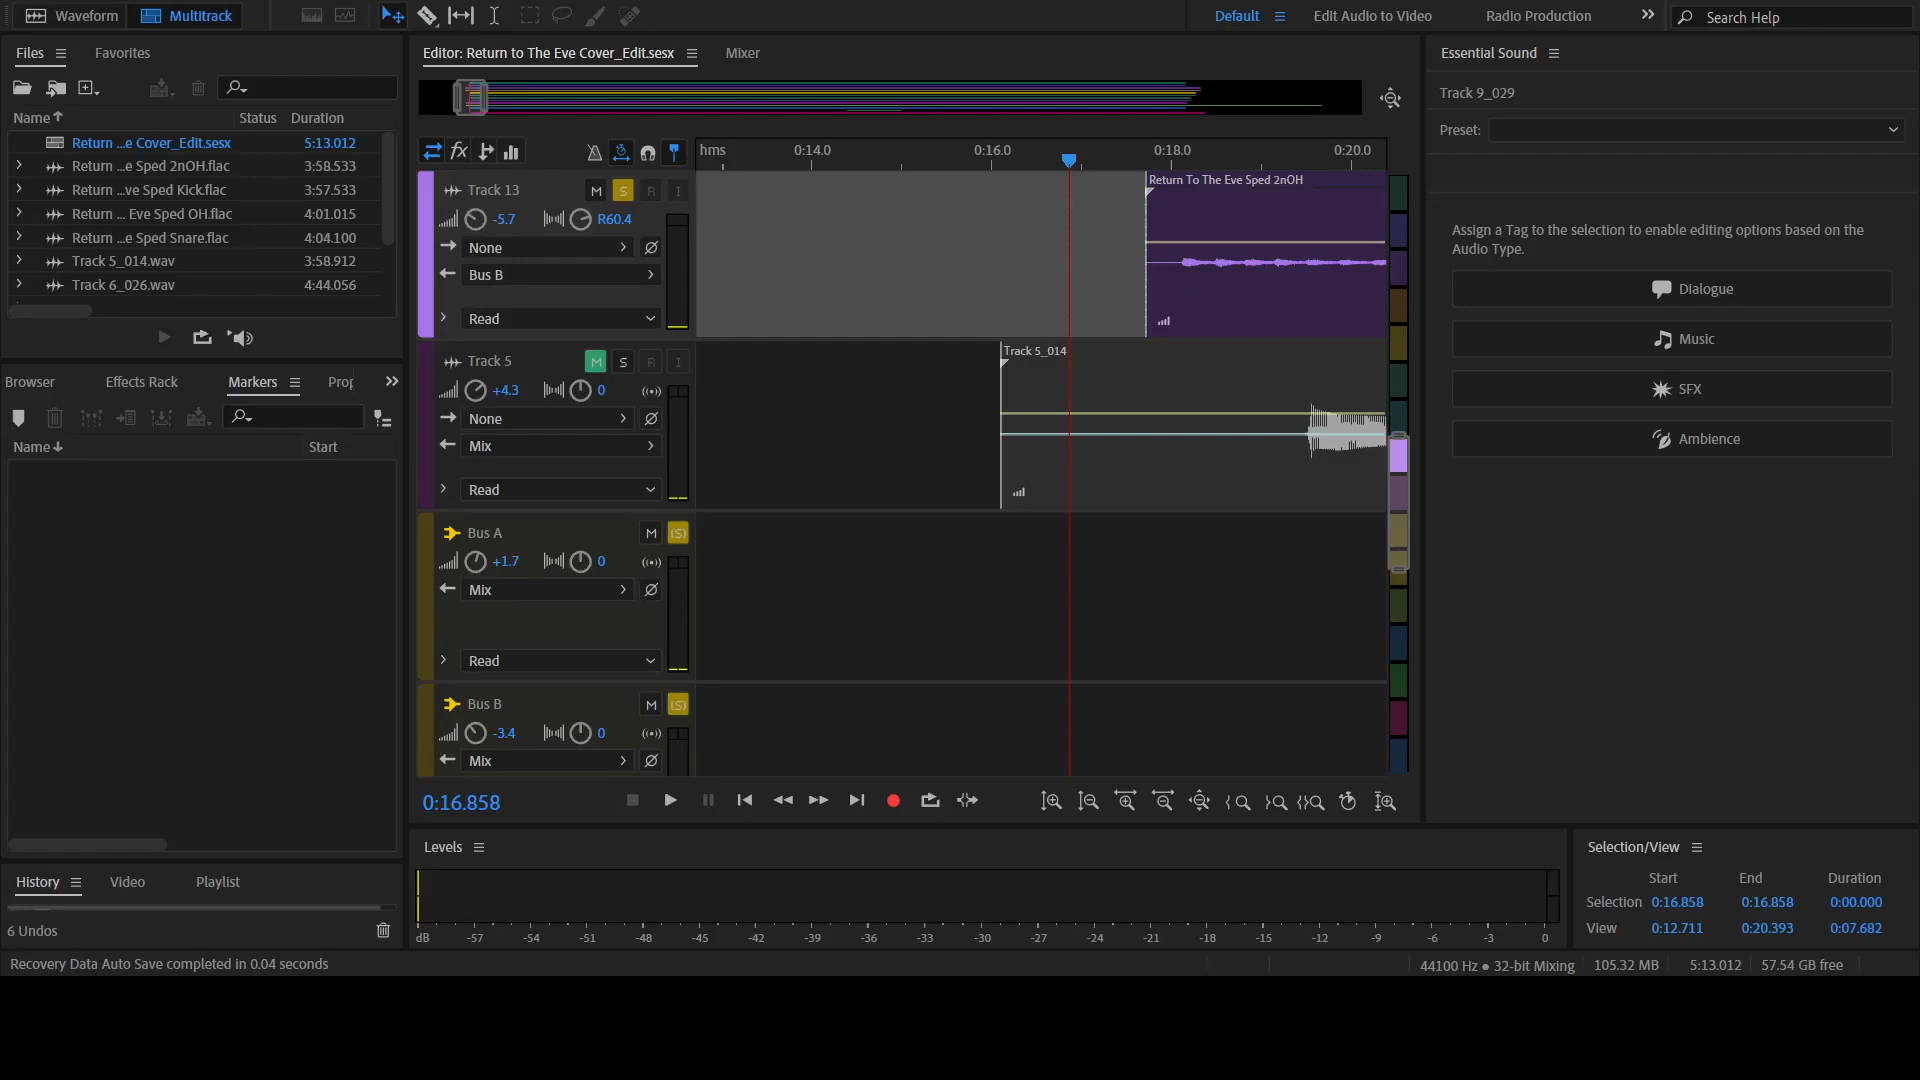 Waveform
Multitrack
Default
Edit Audio to Video
Radio Production
Search Help
Files
Favorites
Name
Status
Duration
Return ...e Cover_Edit.sesx
5:13.012
Return ...e Sped 2nOH.flac
3:58.533
Return ...ve Sped Kick.flac
3:57.533
Return ... Eve Sped OH.flac
4:01.015
Return ...e Sped Snare.flac
4:04.100
Track 5_014.wav
3:58.912
Track 6_026.wav
4:44.056
Browser
Effects Rack
Markers
Name
Start
History
Video
Playlist
6 Undos
Recovery Data Auto Save completed in 0.04 seconds
Editor: Return to The Eve Cover_Edit.sesx
Mixer
fx
hms
0:14.0
0:16.0
0:18.0
0:20.0
Track 13
M
S
R
I
-5.7
R60.4
None
Bus B
Read
Return To The Eve Sped 2nOH
Track 5
M
S
R
I
+4.3
0
None
Mix
Read
Track 5_014
Bus A
M
(S)
+1.7
0
Mix
Read
Bus B
M
(S)
-3.4
0
Mix
0:16.858
Levels
dB
-57
-54
-51
-48
-45
-42
-39
-36
-33
-30
-27
-24
-21
-18
-15
-12
-9
-6
-3
0
Essential Sound
Track 9_029
Preset:
Assign a Tag to the selection to enable editing options based on the
Audio Type.
Dialogue
Music
SFX
Ambience
Selection/View
Start
End
Duration
Selection
0:16.858
0:16.858
0:00.000
View
0:12.711
0:20.393
0:07.682
44100 Hz ● 32-bit Mixing
105.32 MB
5:13.012
57.54 GB free